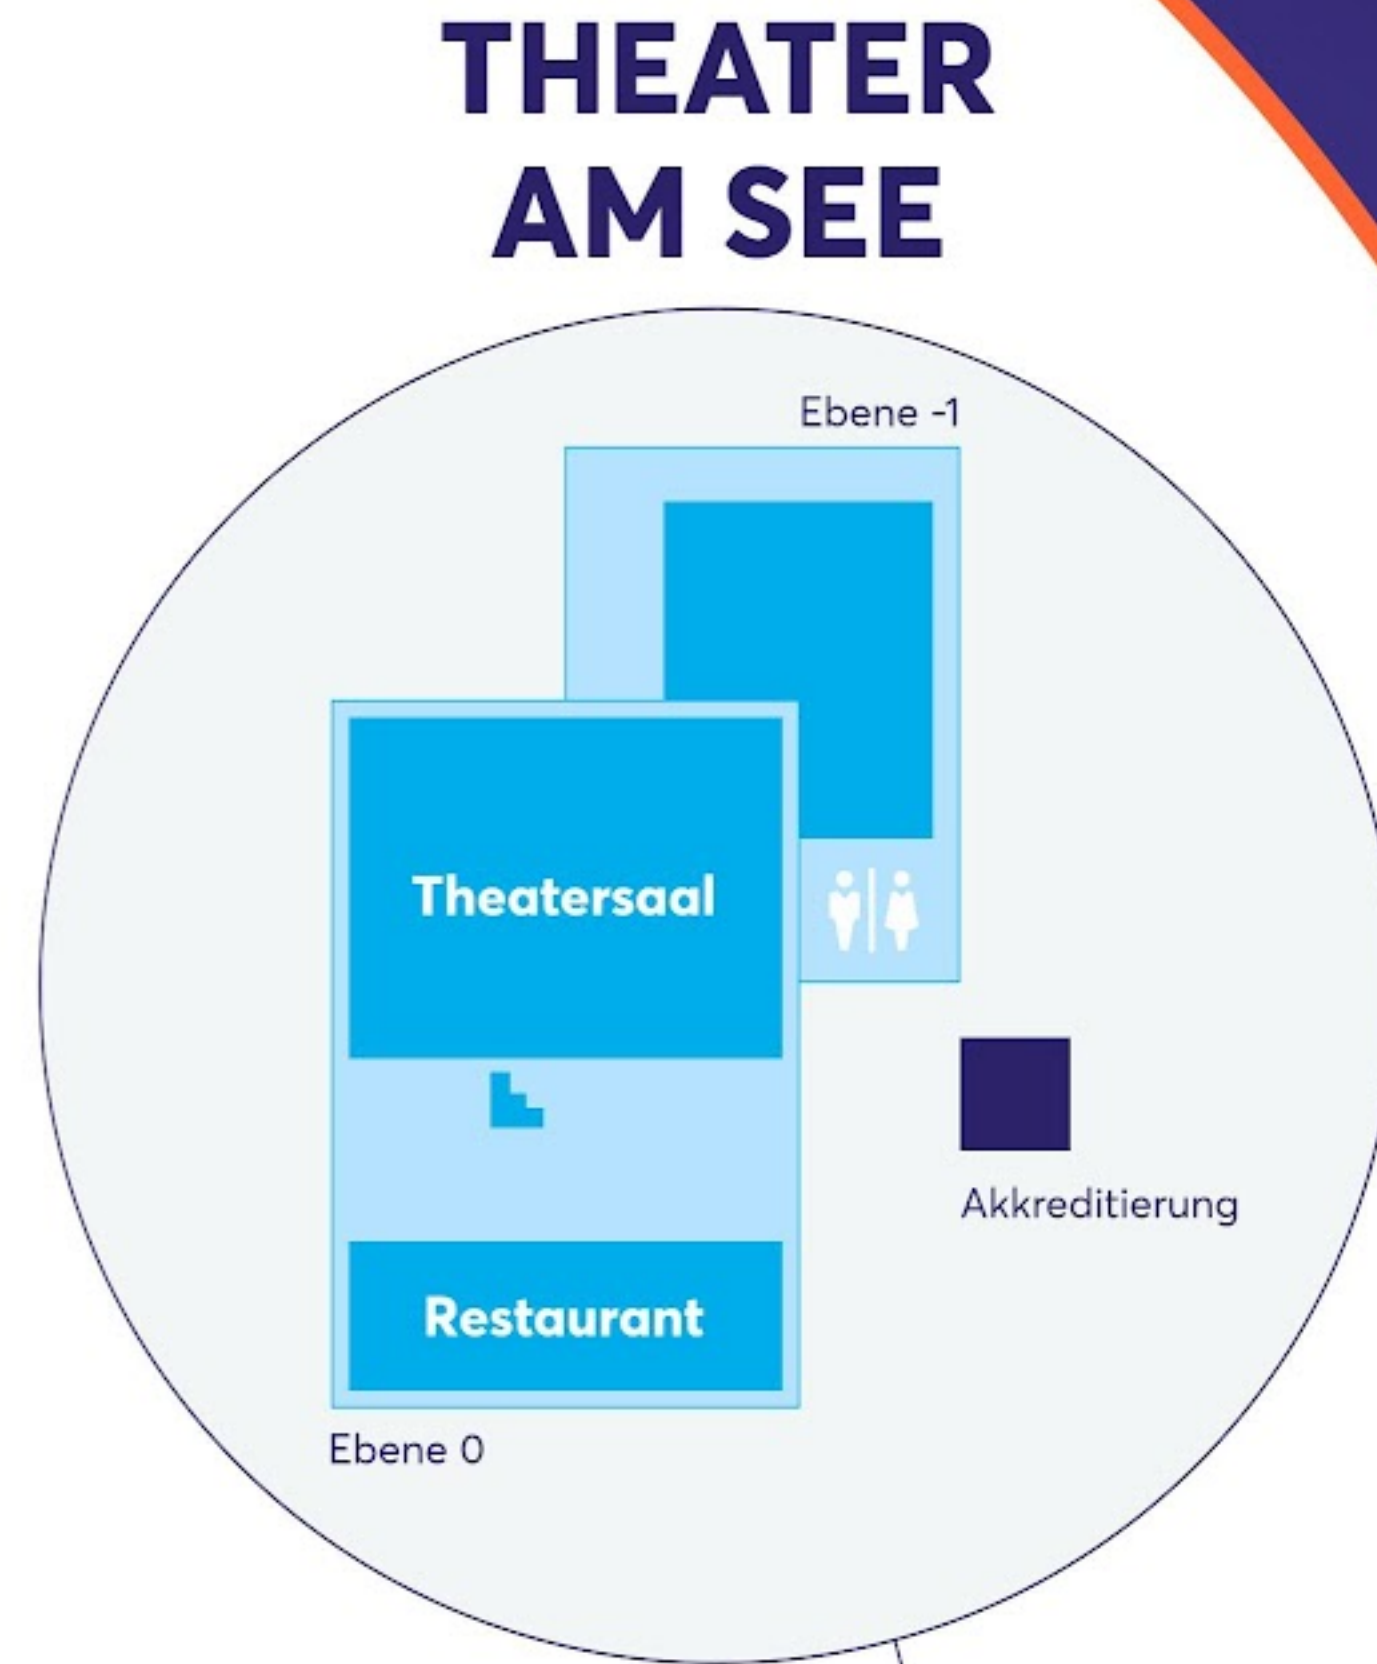 THEATER
AM SEE
Ebene -1
Theatersaal
Akkreditierung
Restaurant
Ebene 0